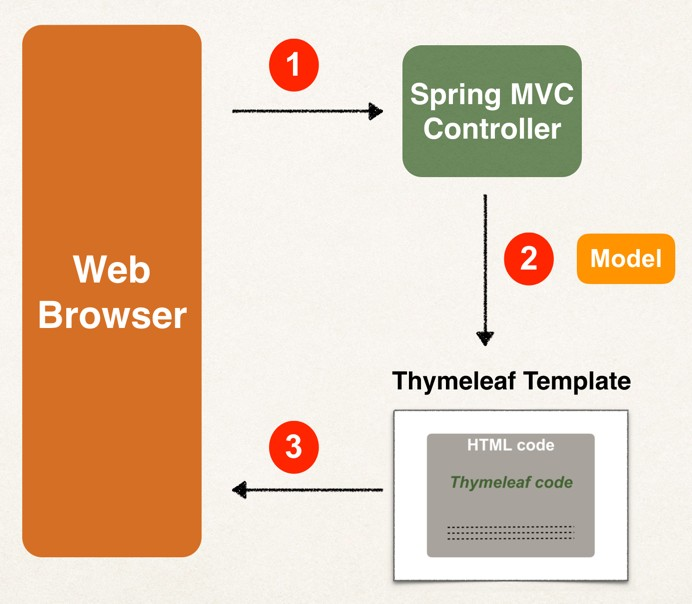 1
Spring MVC
Controller
Web
Browser
2
Model
Thymeleaf Template
3
HTML code
Thymeleaf code